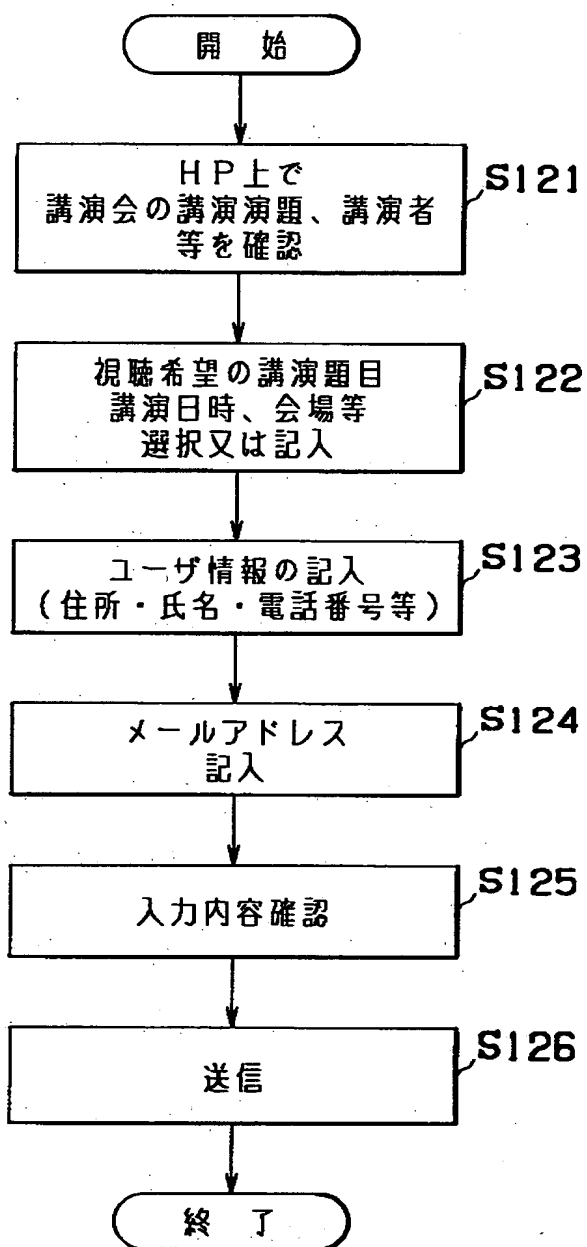 開始
HP上で
講演会の講演演題、講演者
等を確認
S121
視聴希望の講演題目
講演日時、会場等
選択又は記入
S122
ユーザ情報の記入
(住所・氏名・電話番号等)
S123
メールアドレス
記入
S124
入力内容確認
S125
送信
S126
終了